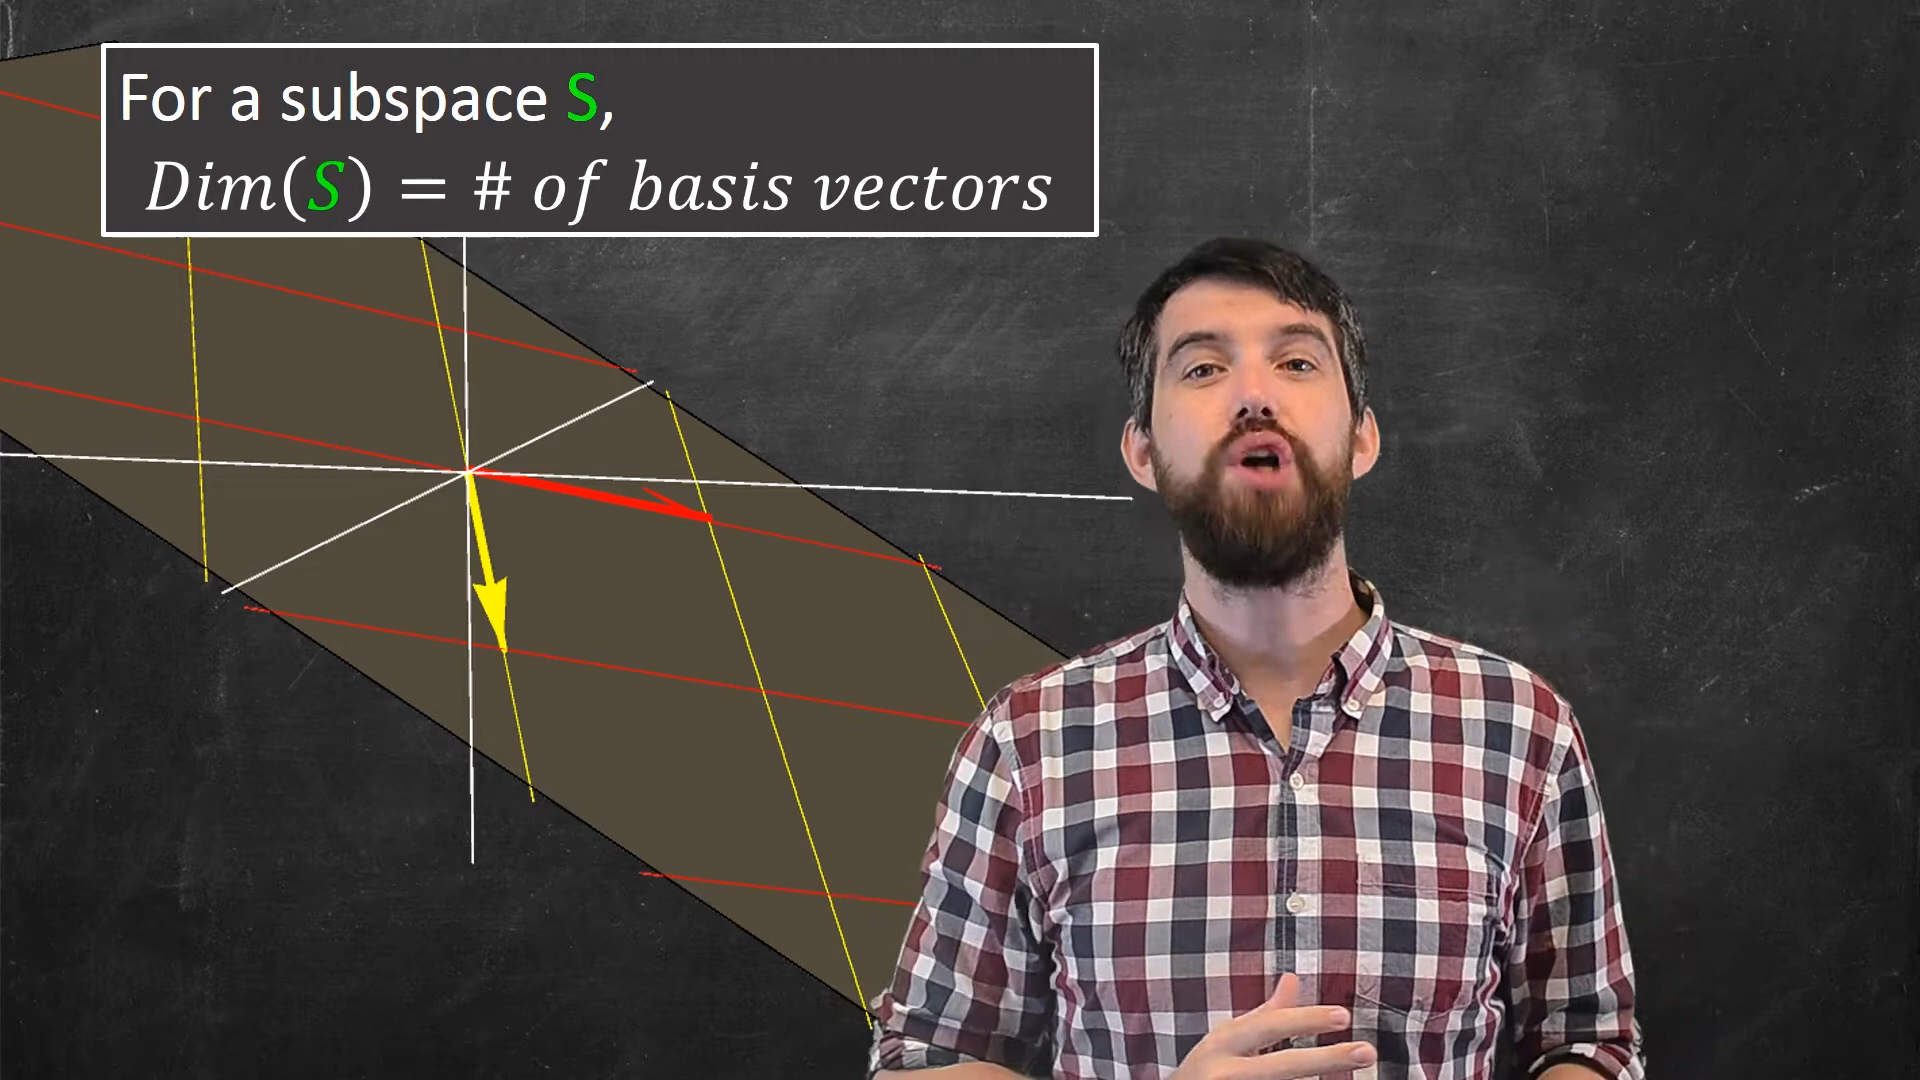 For a subspace S,
Dim(S) = # of basis vectors